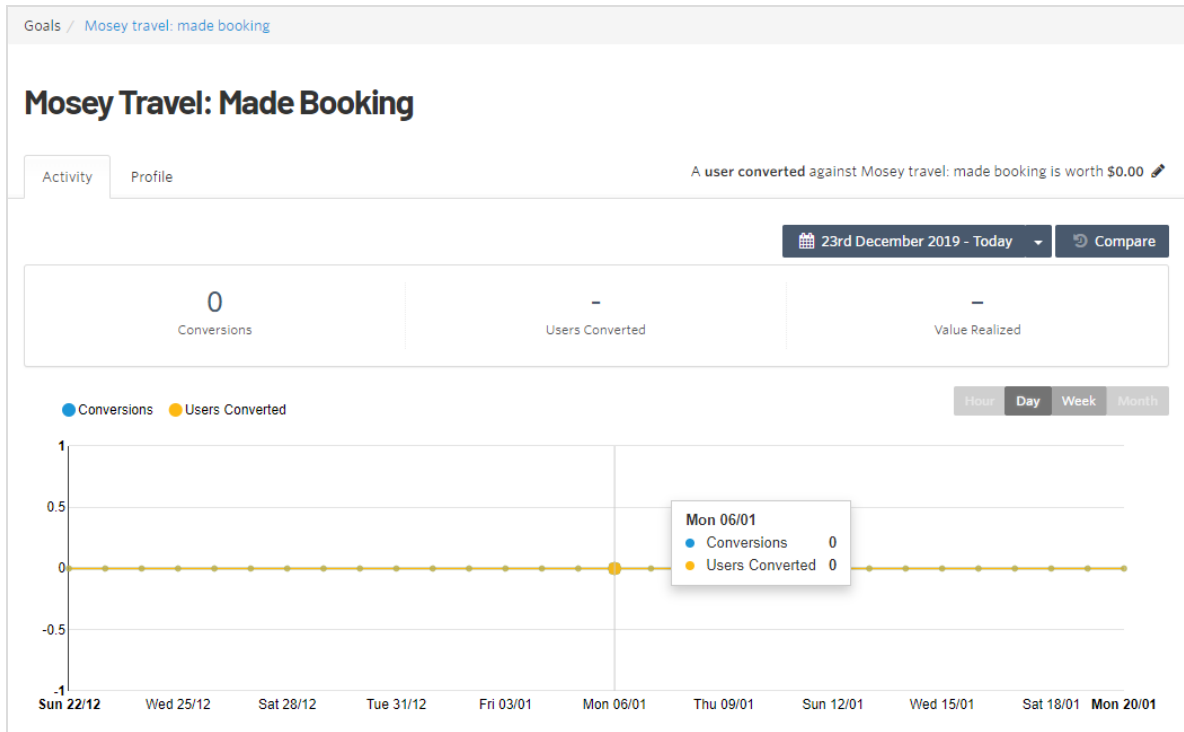 Goals / Mosey travel: made booking
Mosey Travel: Made Booking
Activity Profile A user converted against Mosey travel: made booking is worth $0.00
23rd December 2019 - Today Compare
0 - –
Conversions Users Converted Value Realized
Conversions Users Converted Hour Day Week Month
1
0.5
Mon 06/01
Conversions 0
0
Users Converted 0
-0.5
-1
Sun 22/12 Wed 25/12 Sat 28/12 Tue 31/12 Fri 03/01 Mon 06/01 Thu 09/01 Sun 12/01 Wed 15/01 Sat 18/01 Mon 20/01